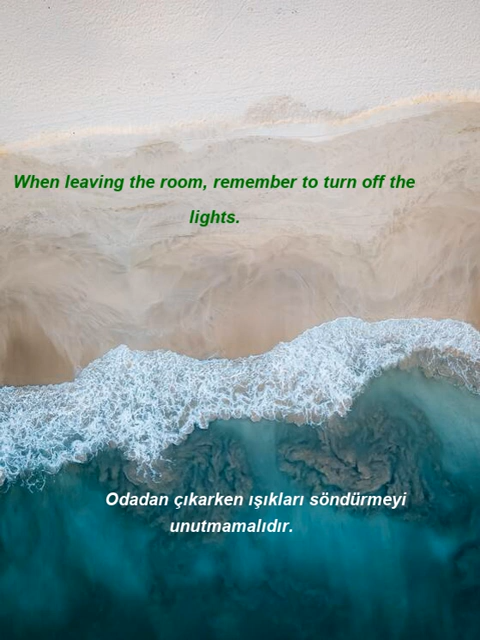 When leaving the room, remember to turn off the
lights.
Odadan çıkarken ışıkları söndürmeyi
unutmamalıdır.